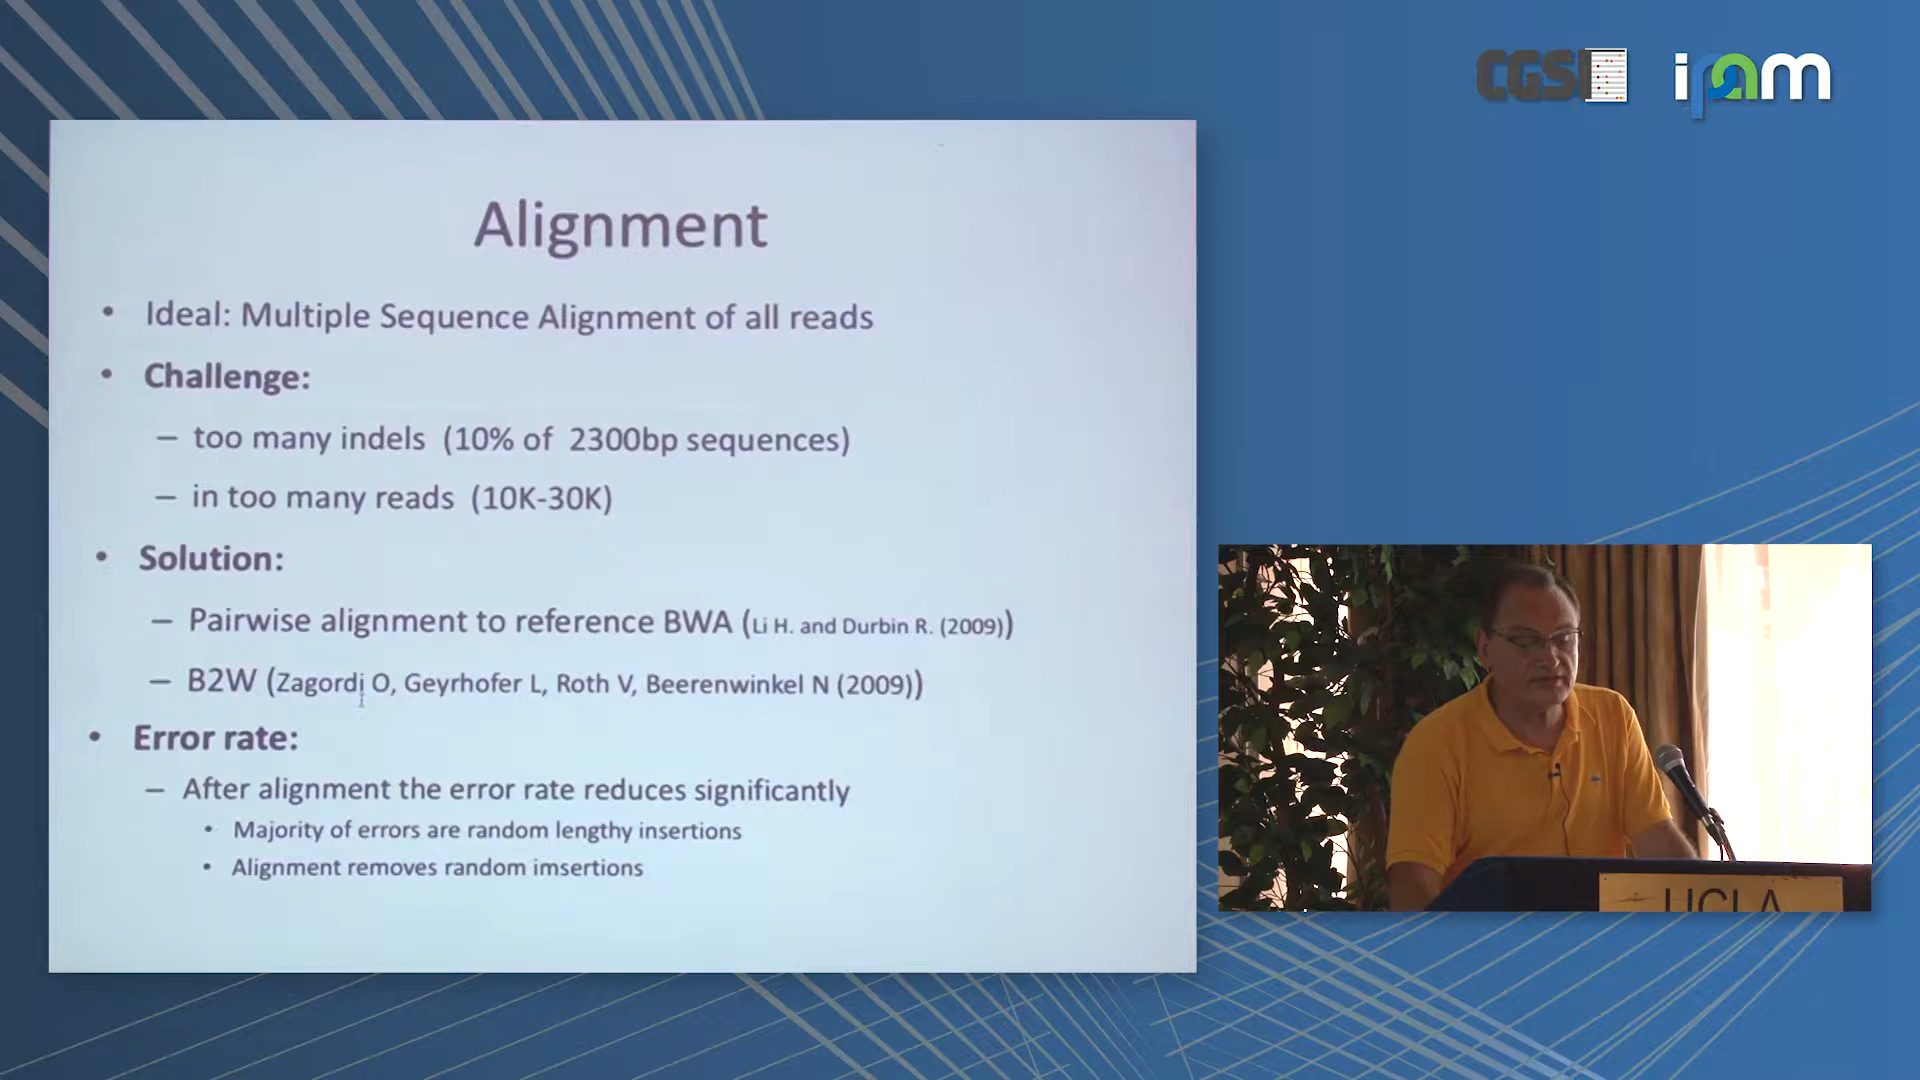 CGSI
ipam
Alignment
• Ideal: Multiple Sequence Alignment of all reads
• Challenge:
– too many indels (10% of 2300bp sequences)
– in too many reads (10K-30K)
• Solution:
– Pairwise alignment to reference BWA (Li H. and Durbin R. (2009))
– B2W (Zagordi O, Geyrhofer L, Roth V, Beerenwinkel N (2009))
• Error rate:
– After alignment the error rate reduces significantly
• Majority of errors are random lengthy insertions
• Alignment removes random imsertions
UCLA